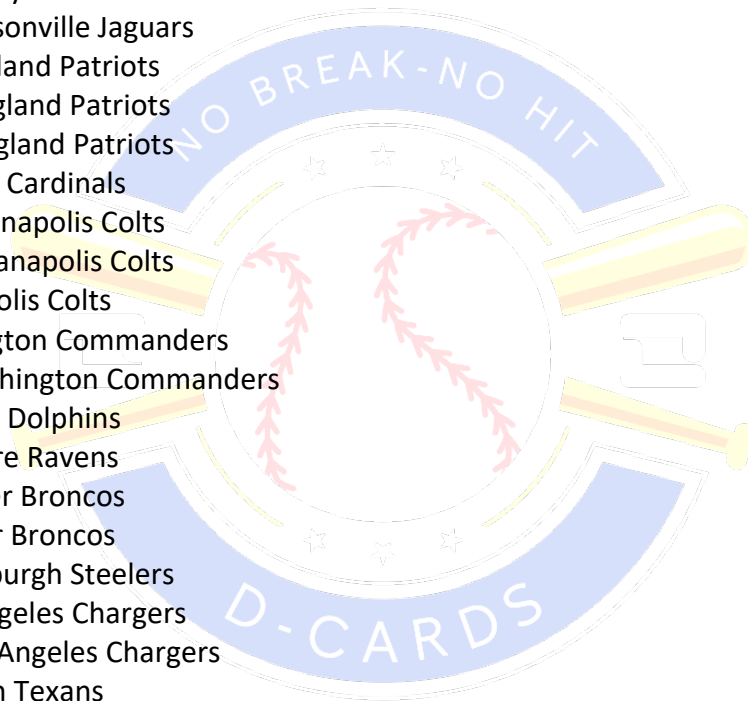 sonville Jaguars
land Patriots
gland Patriots
gland Patriots
Cardinals
napolis Colts
anapolis Colts
olis Colts
gton Commanders
hington Commanders
Dolphins
re Ravens
r Broncos
r Broncos
burgh Steelers
geles Chargers
Angeles Chargers
n Texans
NO BREAK-NO HIT
D-CARDS